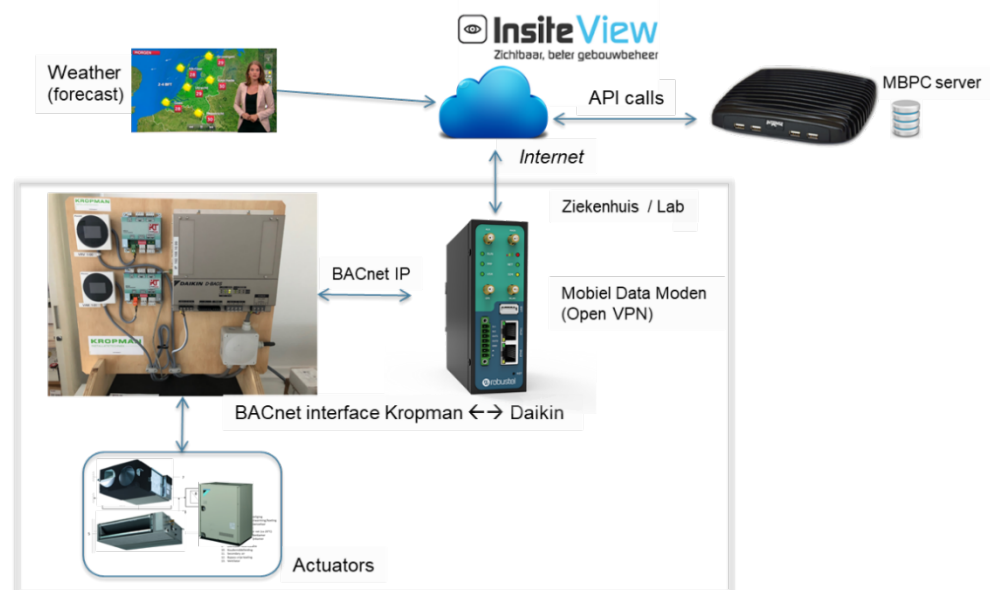 InsiteView
Zichtbaar, beter gebouwbeheer
MORGEN
Weather
(forecast)
API calls
MBPC server
Internet
Ziekenhuis / Lab
KROPMAN
DAIKIN
BACnet IP
Mobiel Data Moden
(Open VPN)
KROPMAN
robustel
BACnet interface Kropman ←→ Daikin
Actuators